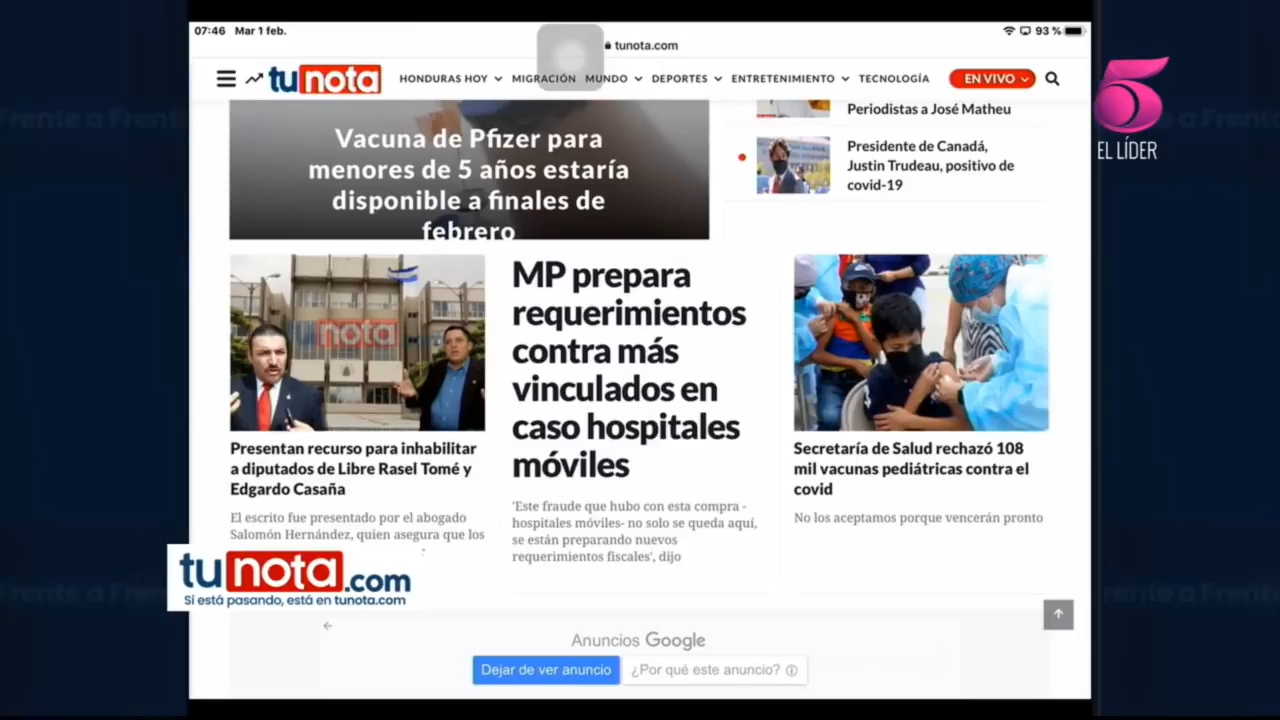 07:46 Mar 1 feb.
93 %
tunota.com
tunota
HONDURAS HOY
MIGRACIÓN
MUNDO
DEPORTES
ENTRETENIMIENTO
TECNOLOGÍA
EN VIVO
5
EL LÍDER
Vacuna de Pfizer para
menores de 5 años estaría
disponible a finales de
febrero
Periodistas a José Matheu
Presidente de Canadá,
Justin Trudeau, positivo de
covid-19
tunota
Presentan recurso para inhabilitar
a diputados de Libre Rasel Tomé y
Edgardo Casaña
El escrito fue presentado por el abogado
Salomón Hernández, quien asegura que los
MP prepara
requerimientos
contra más
vinculados en
caso hospitales
móviles
'Este fraude que hubo con esta compra -
hospitales móviles- no solo se queda aquí,
se están preparando nuevos
requerimientos fiscales', dijo
Secretaría de Salud rechazó 108
mil vacunas pediátricas contra el
covid
No los aceptamos porque vencerán pronto
tunota.com
Si está pasando, está en tunota.com
Anuncios Google
Dejar de ver anuncio
¿Por qué este anuncio?
Frente a Frente